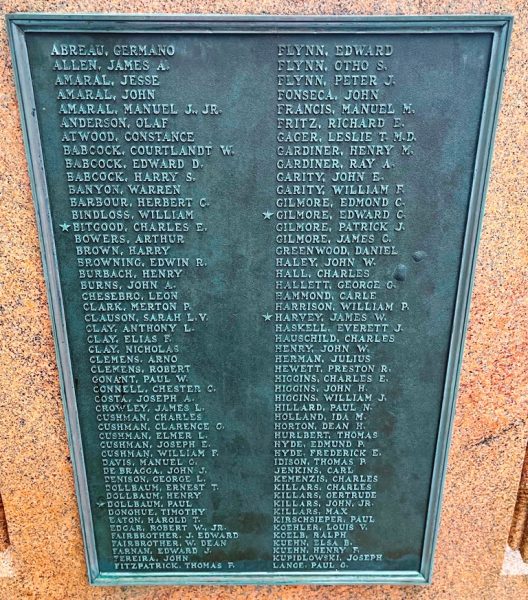 ABREAU, GERMANO
ALLEN, JAMES A.
AMARAL, JESSE
AMARAL, JOHN
AMARAL, MANUEL J., JR.
ANDERSON, OLAF
ATWOOD, CONSTANCE
BABCOCK, COURTLANDT W.
BABCOCK, EDWARD D.
BABCOCK, HARRY S.
BANYON, WARREN
BARBOUR, HERBERT C.
BINDLOSS, WILLIAM
★BITGOOD, CHARLES E.
BOWERS, ARTHUR
BROWN, HARRY
BROWNING, EDWIN R.
BURBACH, HENRY
BURNS, JOHN A.
CHESEBRO, LEON
CLARK, MERTON P.
CLAUSON, SARAH L.V.
CLAY, ANTHONY L.
CLAY, ELIAS F.
CLAY, NICHOLAS
CLEMENS, ARNO
CLEMENS, ROBERT
CONANT, PAUL W.
CONNELL, CHESTER C.
COSTA, JOSEPH A.
CROWLEY, JAMES L.
CUSHMAN, CHARLES
CUSHMAN, CLARENCE C.
CUSHMAN, ELMER L.
CUSHMAN, JOSEPH E.
CUSHMAN, WILLIAM F.
DAVIS, MANUEL C.
DE BRAGGA, JOHN J.
DENISON, GEORGE L.
DOLLBAUM, ERNEST T.
DOLLBAUM, HENRY
★DOLLBAUM, PAUL
DONOHUE, TIMOTHY
EATON, HAROLD T.
EDGAR, ROBERT W., JR.
FAIRBROTHER, J. EDWARD
FAIRBROTHER, W. DEAN
FARNAN, EDWARD J.
FEREIRA, JOHN
FITZPATRICK, THOMAS F.
FLYNN, EDWARD
FLYNN, OTHO S.
FLYNN, PETER J.
FONSECA, JOHN
FRANCIS, MANUEL M.
FRITZ, RICHARD E.
GAGER, LESLIE T. M.D.
GARDINER, HENRY M.
GARDINER, RAY A.
GARITY, JOHN E.
GARITY, WILLIAM F.
GILMORE, EDMOND C.
★GILMORE, EDWARD C.
GILMORE, PATRICK J.
GILMORE, JAMES C.
GREENWOOD, DANIEL
HALEY, JOHN W.
HALL, CHARLES
HALLETT, GEORGE G.
HAMMOND, CARLE
HARRISON, WILLIAM P.
★HARVEY, JAMES W.
HASKELL, EVERETT J.
HAUSCHILD, CHARLES
HENRY, JOHN W.
HERMAN, JULIUS
HEWETT, PRESTON R.
HIGGINS, CHARLES E.
HIGGINS, JOHN H.
HIGGINS, WILLIAM J.
HILLARD, PAUL N.
HOLLAND, IDA M.
HORTON, DEAN H.
HURLBERT, THOMAS
HYDE, EDMUND P.
HYDE, FREDERICK E.
IDISON, THOMAS P.
JENKINS, CARL
KEMENZIS, CHARLES
KILLARS, CHARLES
KILLARS, GERTRUDE
KILLARS, JOHN, JR.
KILLARS, MAX
KIRSCHSIEPER, PAUL
KOEHLER, LOUIS V.
KOELB, RALPH
KUEHN, ELSA B.
KUEHN, HENRY F.
KUPIDLOWSKI, JOSEPH
LANGE, PAUL G.